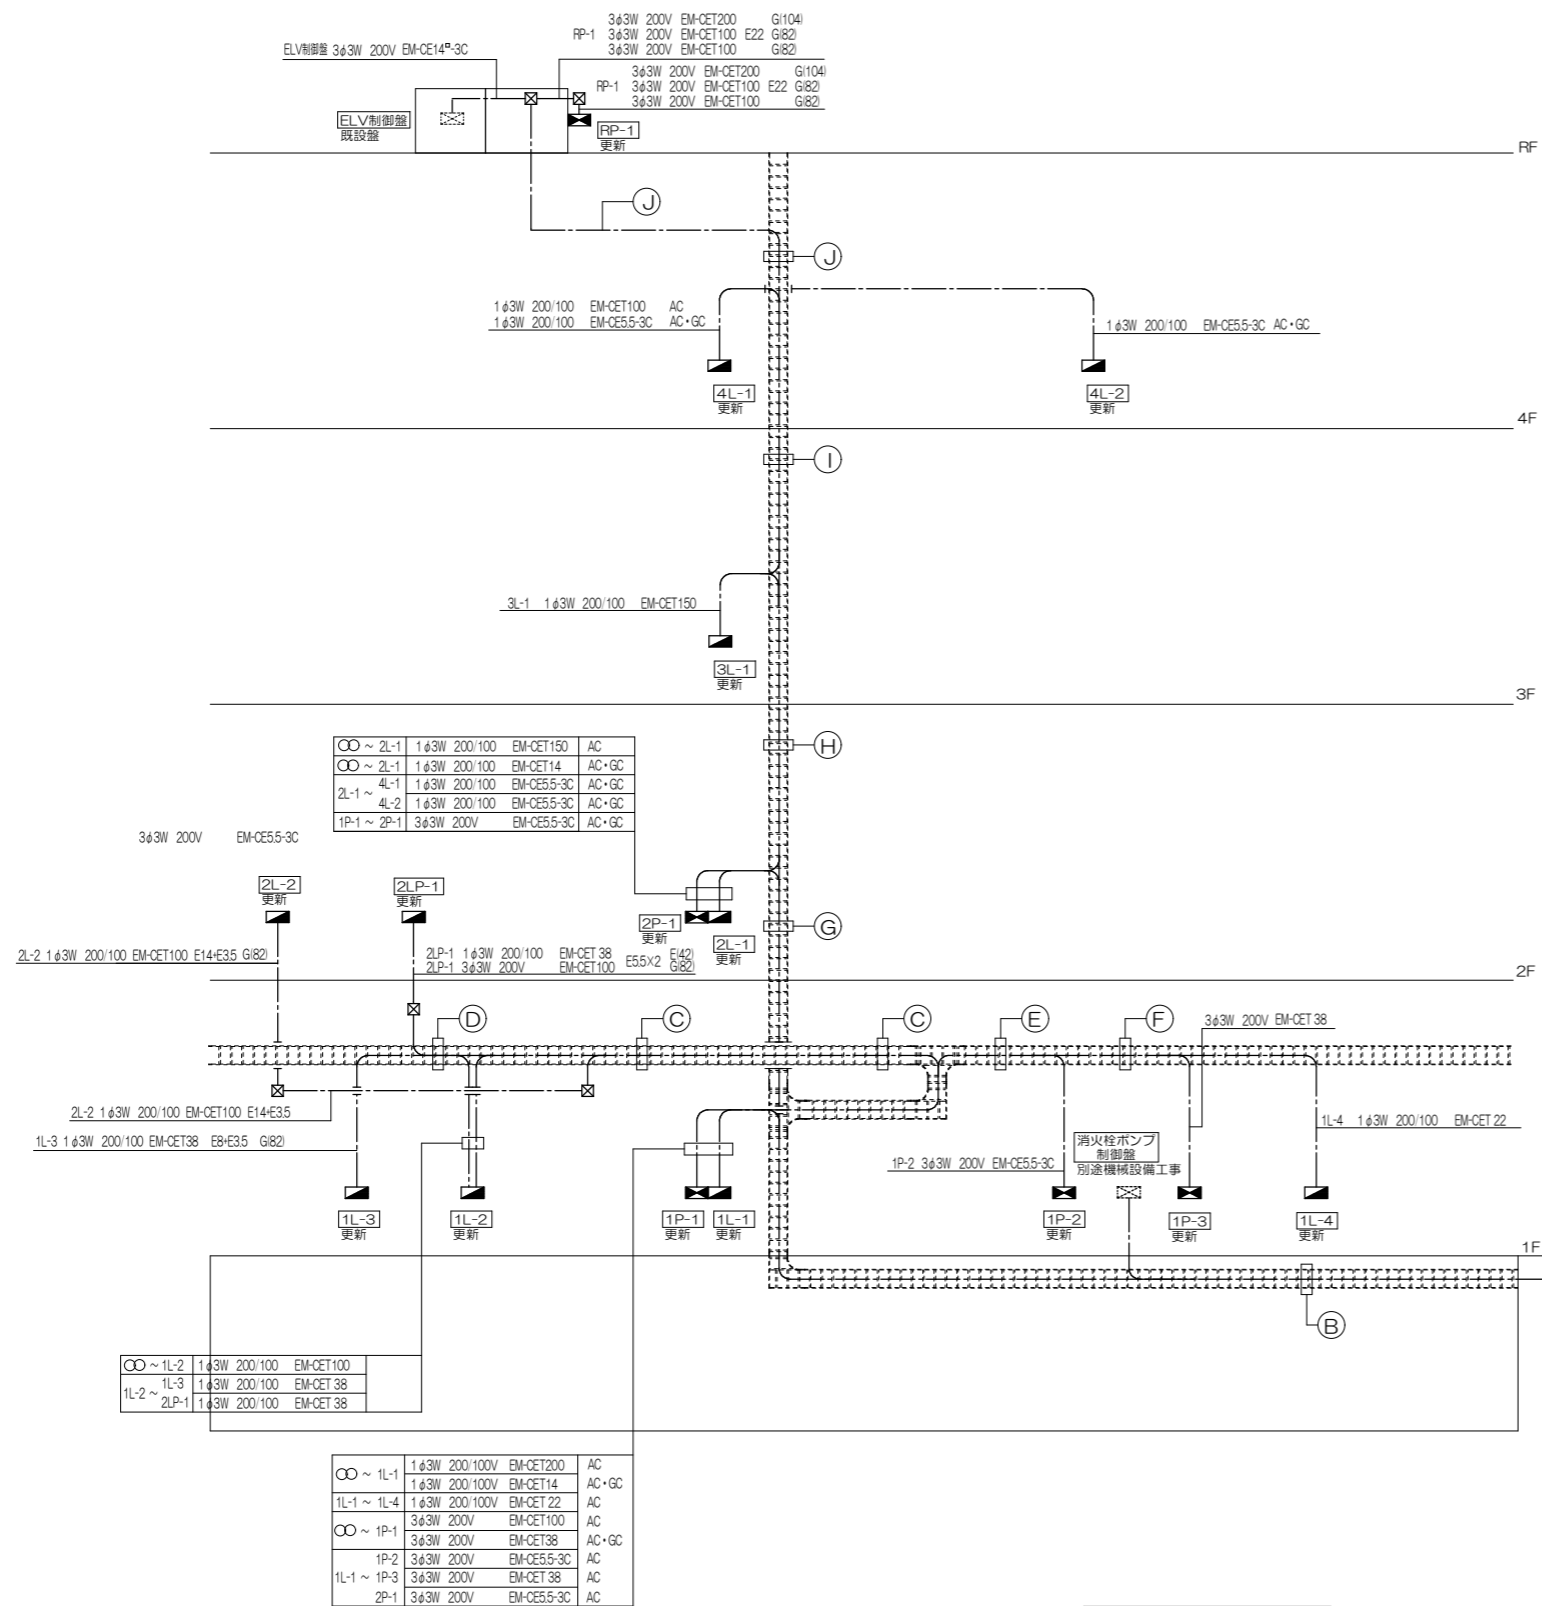 3φ3W 200V EM-CET200 G(104)
RP-1 3φ3W 200V EM-CET100 E22 G(82)
3φ3W 200V EM-CET100 G(82)
ELV制御盤 3φ3W 200V EM-CE14□-3C
3φ3W 200V EM-CET200 G(104)
RP-1 3φ3W 200V EM-CET100 E22 G(82)
3φ3W 200V EM-CET100 G(82)
ELV制御盤
既設盤
RP-1
更新
RF
J
J
1φ3W 200/100 EM-CET100 AC
1φ3W 200/100 EM-CE5.5-3C AC・GC
1φ3W 200/100 EM-CE5.5-3C AC・GC
4L-1
更新
4L-2
更新
4F
I
3L-1 1φ3W 200/100 EM-CET150
3L-1
更新
3F
H
○○ ~ 2L-1 1φ3W 200/100 EM-CET150 AC
○○ ~ 2L-1 1φ3W 200/100 EM-CET14 AC・GC
2L-1 ~ 4L-1 1φ3W 200/100 EM-CE5.5-3C AC・GC
4L-2 1φ3W 200/100 EM-CE5.5-3C AC・GC
1P-1 ~ 2P-1 3φ3W 200V EM-CE5.5-3C AC・GC
3φ3W 200V EM-CE5.5-3C
2L-2
更新
2LP-1
更新
2P-1
更新
2L-1
更新
G
2L-2 1φ3W 200/100 EM-CET100 E14+E3.5 G(82)
2LP-1 1φ3W 200/100 EM-CET 38 E5.5×2 E(42)
2LP-1 3φ3W 200V EM-CET100 G(82)
2F
D
C
C
E
F
3φ3W 200V EM-CET 38
2L-2 1φ3W 200/100 EM-CET100 E14+E3.5
1L-3 1φ3W 200/100 EM-CET38 E8+E3.5 G(82)
1L-4 1φ3W 200/100 EM-CET 22
消火栓ポンプ
制御盤
別途機械設備工事
1P-2 3φ3W 200V EM-CE5.5-3C
1L-3
更新
1L-2
更新
1P-1
更新
1L-1
更新
1P-2
更新
1P-3
更新
1L-4
更新
1F
B
○○ ~ 1L-2 1φ3W 200/100 EM-CET100
1L-2 ~ 1L-3 1φ3W 200/100 EM-CET 38
2LP-1 1φ3W 200/100 EM-CET 38
○○ ~ 1L-1 1φ3W 200/100V EM-CET200 AC
1φ3W 200/100V EM-CET14 AC・GC
1L-1 ~ 1L-4 1φ3W 200/100V EM-CET 22 AC
○○ ~ 1P-1 3φ3W 200V EM-CET100 AC
3φ3W 200V EM-CET38 AC・GC
1P-2 3φ3W 200V EM-CE5.5-3C AC
1L-1 ~ 1P-3 3φ3W 200V EM-CET 38 AC
2P-1 3φ3W 200V EM-CE5.5-3C AC